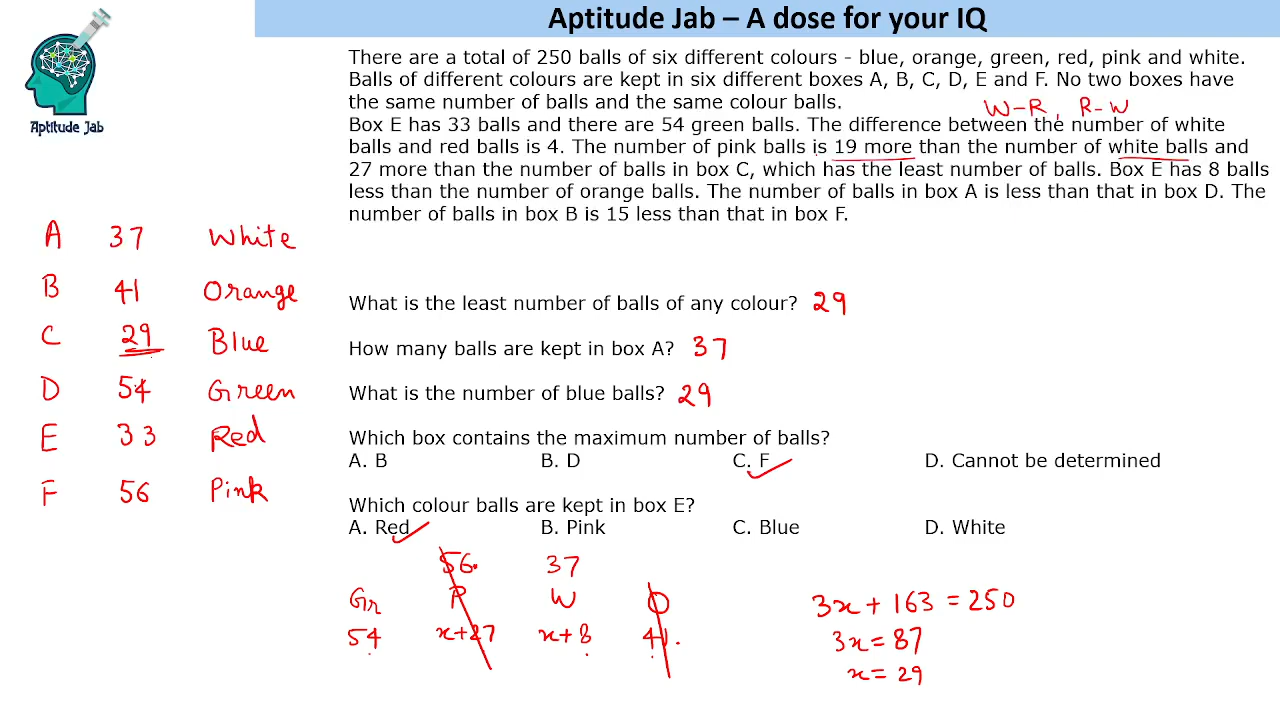 Aptitude Jab – A dose for your IQ
Aptitude Jab
There are a total of 250 balls of six different colours - blue, orange, green, red, pink and white.
Balls of different colours are kept in six different boxes A, B, C, D, E and F. No two boxes have
the same number of balls and the same colour balls.
W-R, R-W
Box E has 33 balls and there are 54 green balls. The difference between the number of white
balls and red balls is 4. The number of pink balls is 19 more than the number of white balls and
27 more than the number of balls in box C, which has the least number of balls. Box E has 8 balls
less than the number of orange balls. The number of balls in box A is less than that in box D. The
number of balls in box B is 15 less than that in box F.
A 37 White
B 41 Orange
C 29 Blue
D 54 Green
E 33 Red
F 56 Pink
What is the least number of balls of any colour? 29
How many balls are kept in box A? 37
What is the number of blue balls? 29
Which box contains the maximum number of balls?
A. B B. D C. F D. Cannot be determined
Which colour balls are kept in box E?
A. Red B. Pink C. Blue D. White
56 37
Gr P W O
54 x+27 x+8 41
3x + 163 = 250
3x = 87
x = 29